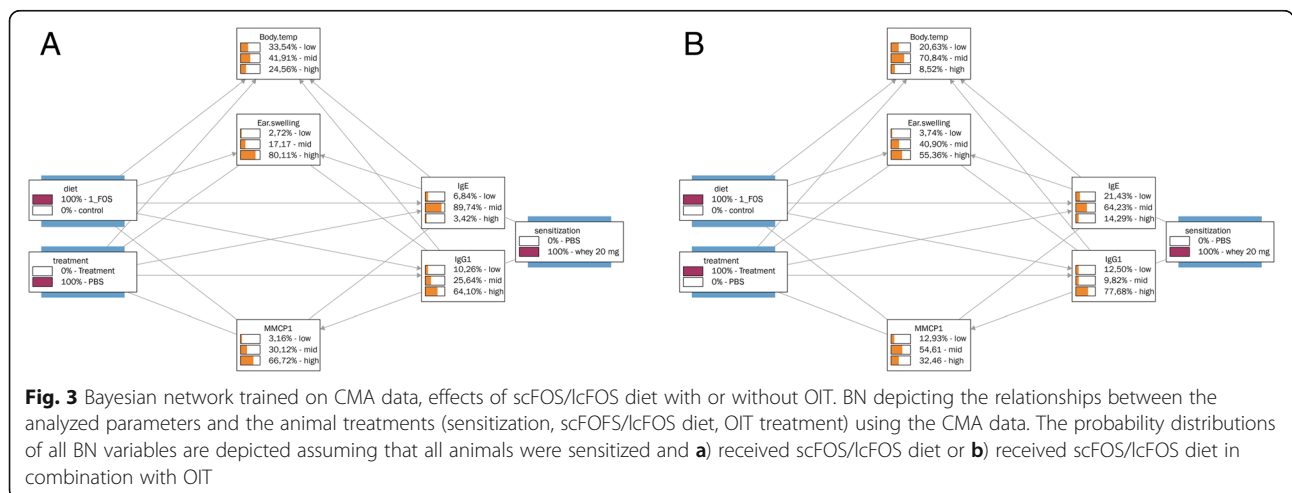 A
Body.temp
33,54% - low
41,91% - mid
24,56% - high
Ear.swelling
2,72% - low
17,17 - mid
80,11% - high
diet
100% - 1_FOS
0% - control
IgE
6,84% - low
89,74% - mid
3,42% - high
sensitization
0% - PBS
100% - whey 20 mg
treatment
0% - Treatment
100% - PBS
IgG1
10,26% - low
25,64% - mid
64,10% - high
MMCP1
3,16% - low
30,12% - mid
66,72% - high
B
Body.temp
20,63% - low
70,84% - mid
8,52% - high
Ear.swelling
3,74% - low
40,90% - mid
55,36% - high
diet
100% - 1_FOS
0% - control
IgE
21,43% - low
64,23% - mid
14,29% - high
sensitization
0% - PBS
100% - whey 20 mg
treatment
100% - Treatment
0% - PBS
IgG1
12,50% - low
9,82% - mid
77,68% - high
MMCP1
12,93% - low
54,61 - mid
32,46 - high
Fig. 3 Bayesian network trained on CMA data, effects of scFOS/lcFOS diet with or without OIT. BN depicting the relationships between the
analyzed parameters and the animal treatments (sensitization, scFOFS/lcFOS diet, OIT treatment) using the CMA data. The probability distributions
of all BN variables are depicted assuming that all animals were sensitized and a) received scFOS/lcFOS diet or b) received scFOS/lcFOS diet in
combination with OIT